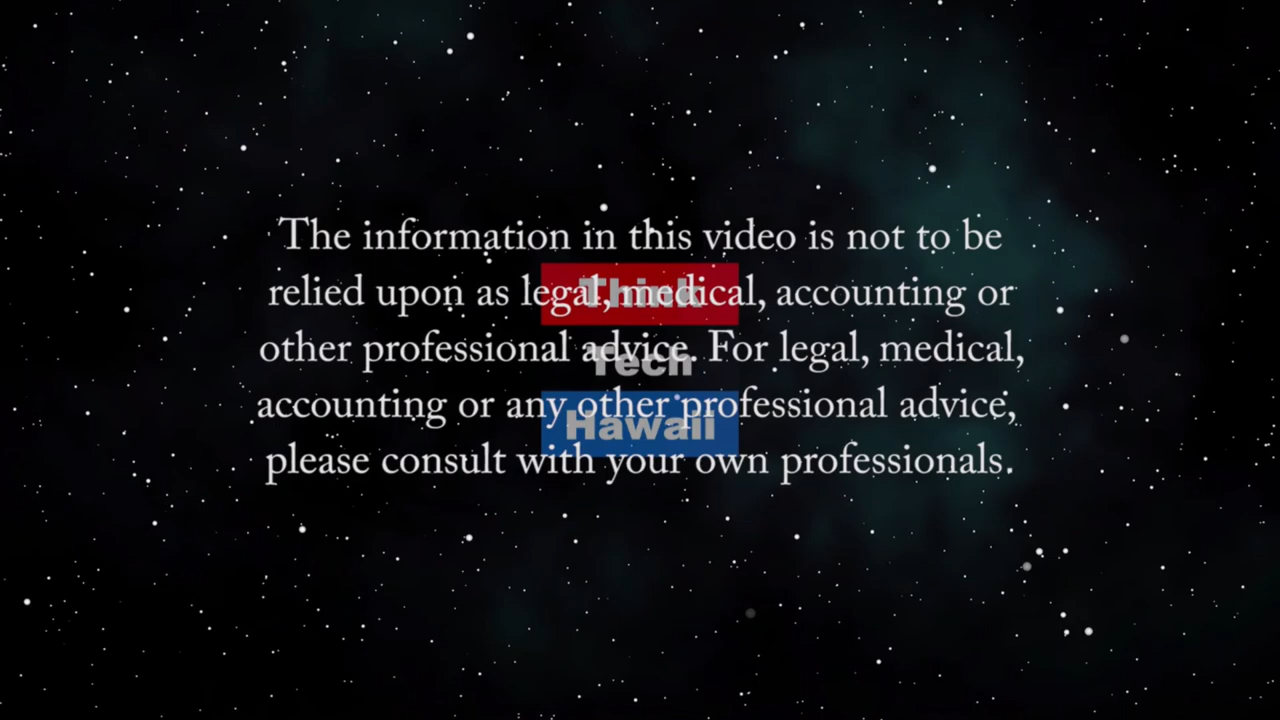 The information in this video is not to be
relied upon as legal, medical, accounting or
other professional advice. For legal, medical,
accounting or any other professional advice,
please consult with your own professionals.
Think
Tech
Hawaii